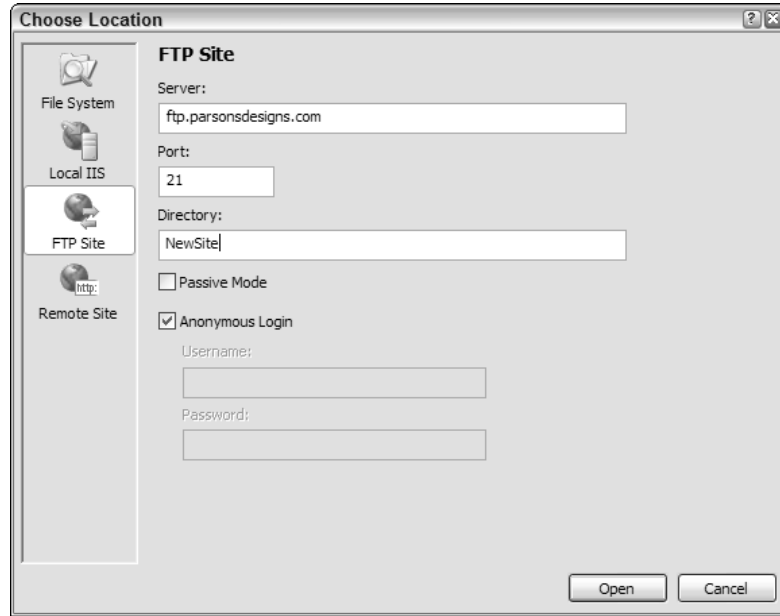 Choose Location
File System
Local IIS
FTP Site
http:
Remote Site
FTP Site
Server:
ftp.parsonsdesigns.com
Port:
21
Directory:
NewSite
Passive Mode
Anonymous Login
Username:
Password:
Open
Cancel